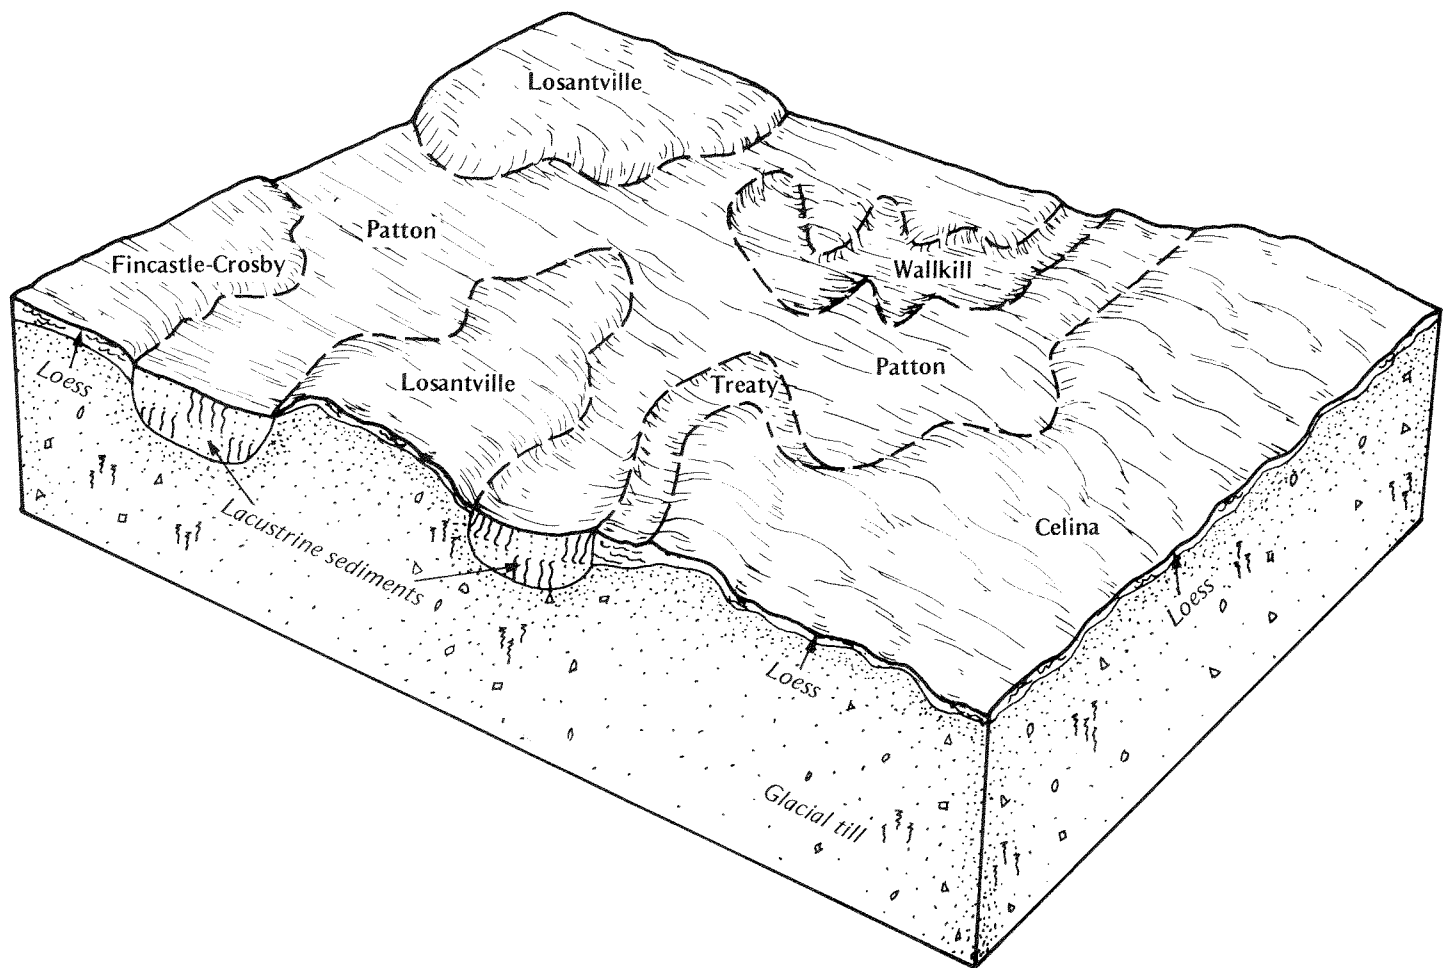 Losantville
Patton
Fincastle-Crosby
Wallkill
Loess
Losantville
Treaty
Patton
Lacustrine sediments
Celina
Loess
Loess
Glacial till